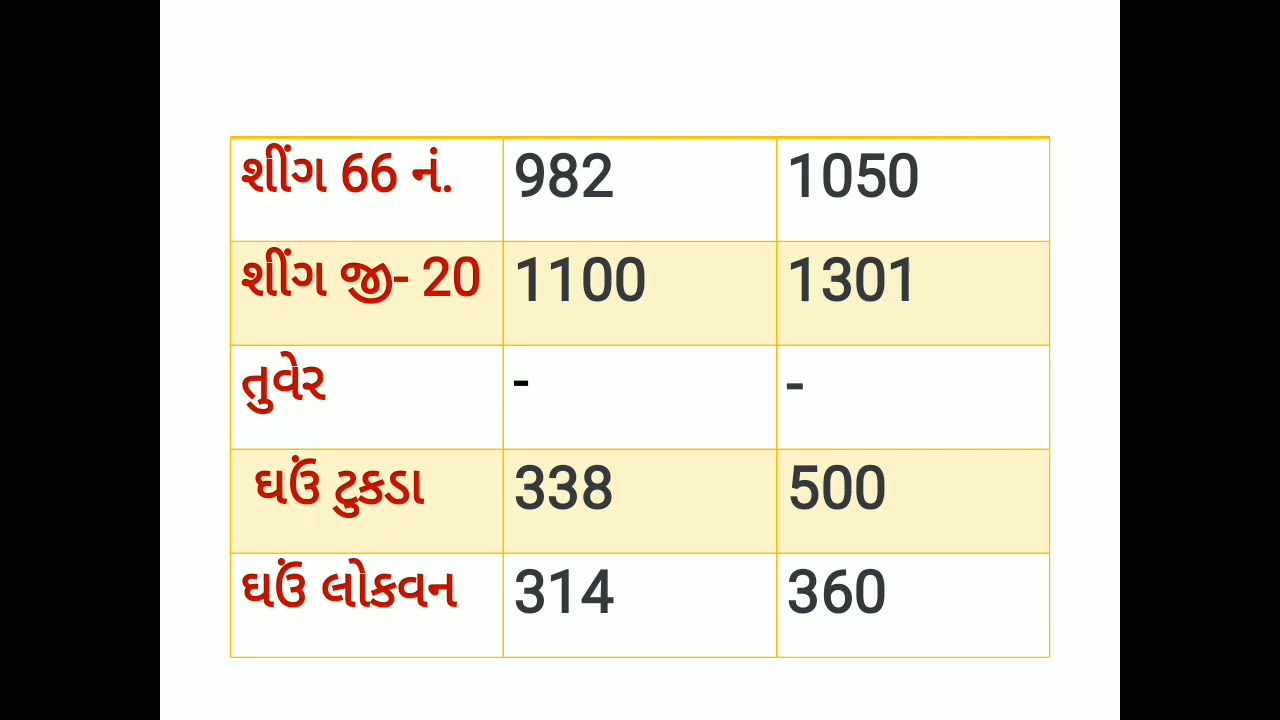 શીંગ 66 નં. 982 1050
શીંગ જી- 20 1100 1301
તુવેર - -
ઘઉં ટુકડા 338 500
ઘઉં લોકવન 314 360